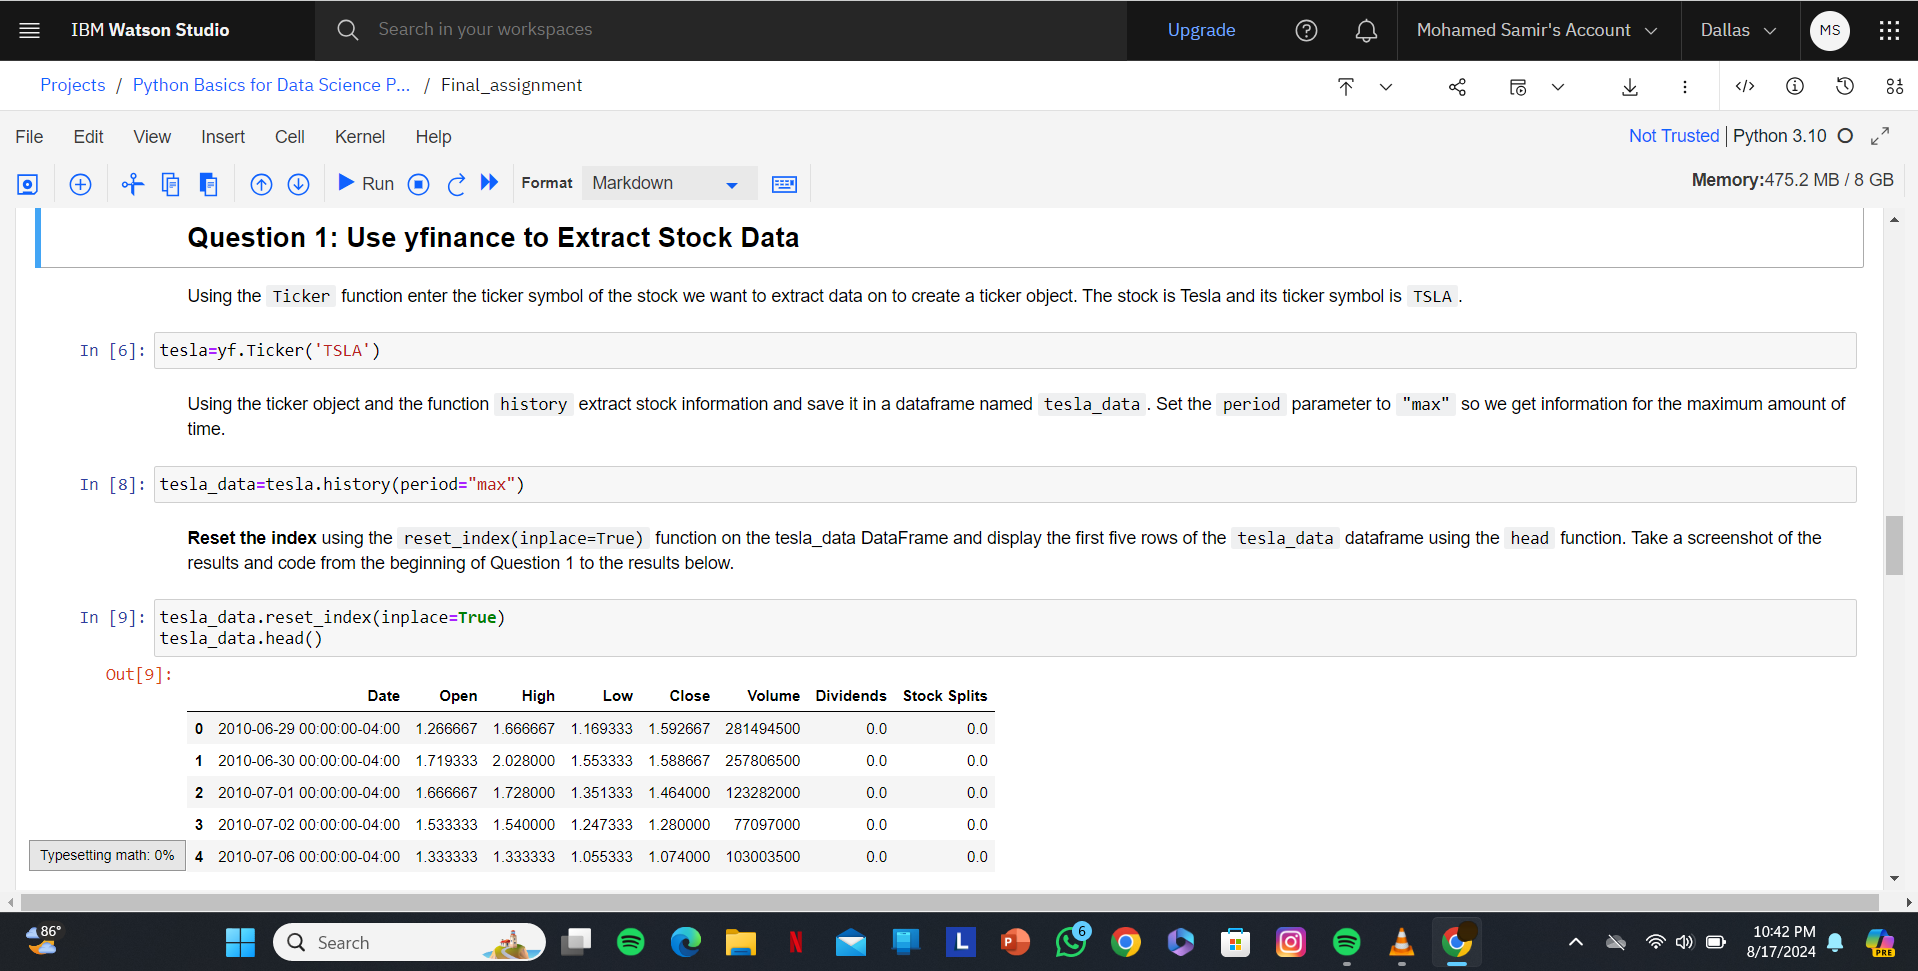 IBM Watson Studio Search in your workspaces Upgrade Mohamed Samir's Account Dallas MS
Projects / Python Basics for Data Science P... / Final_assignment
File Edit View Insert Cell Kernel Help Not Trusted Python 3.10
Run Format Markdown Memory:475.2 MB / 8 GB
Question 1: Use yfinance to Extract Stock Data
Using the Ticker function enter the ticker symbol of the stock we want to extract data on to create a ticker object. The stock is Tesla and its ticker symbol is TSLA .
In [6]: tesla=yf.Ticker('TSLA')
Using the ticker object and the function history extract stock information and save it in a dataframe named tesla_data . Set the period parameter to "max" so we get information for the maximum amount of
time.
In [8]: tesla_data=tesla.history(period="max")
Reset the index using the reset_index(inplace=True) function on the tesla_data DataFrame and display the first five rows of the tesla_data dataframe using the head function. Take a screenshot of the
results and code from the beginning of Question 1 to the results below.
In [9]: tesla_data.reset_index(inplace=True)
tesla_data.head()
Out[9]:
Date Open High Low Close Volume Dividends Stock Splits
0 2010-06-29 00:00:00-04:00 1.266667 1.666667 1.169333 1.592667 281494500 0.0 0.0
1 2010-06-30 00:00:00-04:00 1.719333 2.028000 1.553333 1.588667 257806500 0.0 0.0
2 2010-07-01 00:00:00-04:00 1.666667 1.728000 1.351333 1.464000 123282000 0.0 0.0
3 2010-07-02 00:00:00-04:00 1.533333 1.540000 1.247333 1.280000 77097000 0.0 0.0
Typesetting math: 0% 4 2010-07-06 00:00:00-04:00 1.333333 1.333333 1.055333 1.074000 103003500 0.0 0.0
86° Search N L P 6 10:42 PM
8/17/2024 PRE